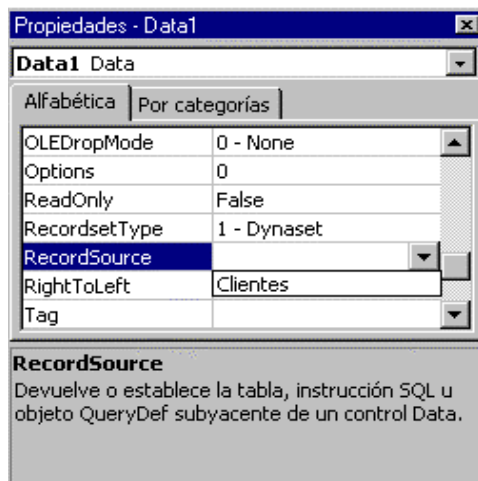 Propiedades - Data1
Data1 Data
Alfabética Por categorías
OLEDropMode 0 - None
Options 0
ReadOnly False
RecordsetType 1 - Dynaset
RecordSource
RightToLeft Clientes
Tag
RecordSource
Devuelve o establece la tabla, instrucción SQL u
objeto QueryDef subyacente de un control Data.